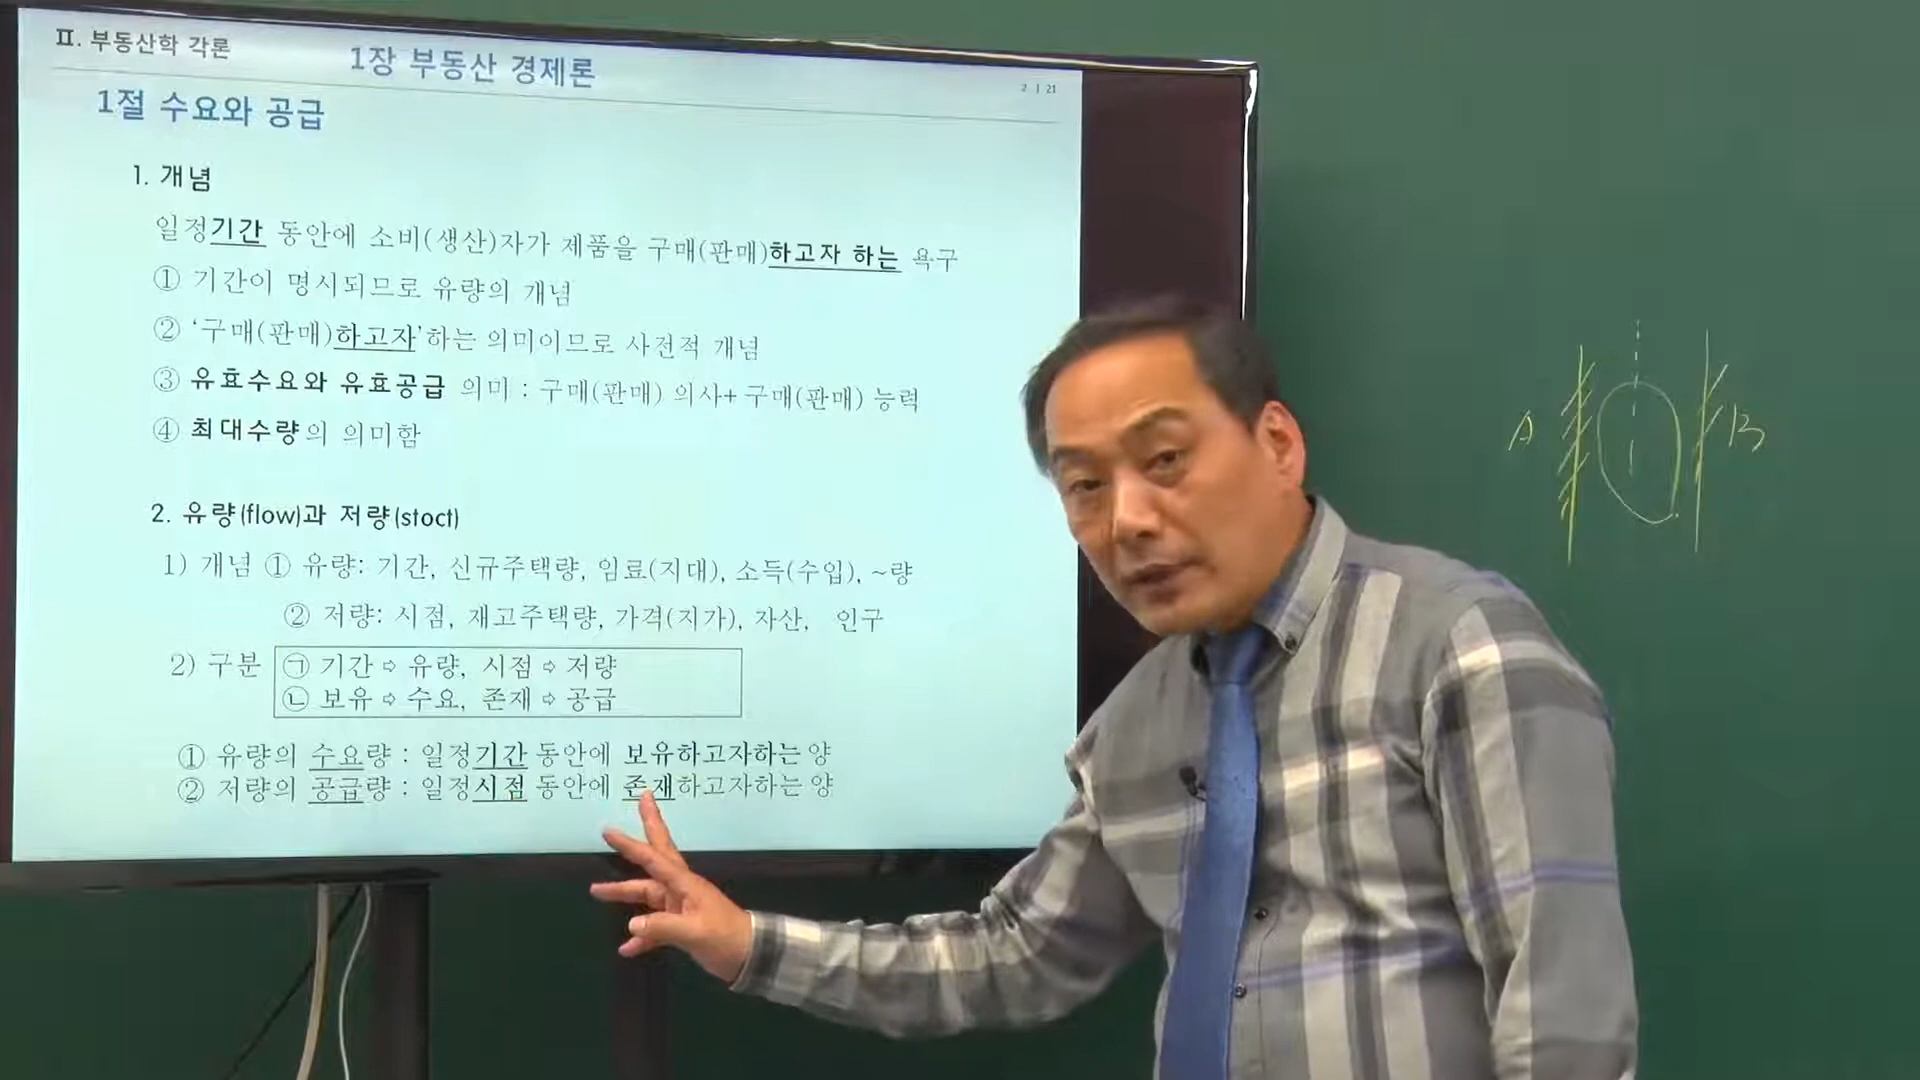 Ⅱ. 부동산학 각론
1장 부동산 경제론
2 | 21
1절 수요와 공급
1. 개념
일정기간 동안에 소비(생산)자가 제품을 구매(판매)하고자 하는 욕구
① 기간이 명시되므로 유량의 개념
② ‘구매(판매)하고자’하는 의미이므로 사전적 개념
③ 유효수요와 유효공급 의미 : 구매(판매) 의사+ 구매(판매) 능력
④ 최대수량의 의미함
2. 유량(flow)과 저량(stoct)
1) 개념 ① 유량: 기간, 신규주택량, 임료(지대), 소득(수입), ~량
② 저량: 시점, 재고주택량, 가격(지가), 자산, 인구
2) 구분 ㉠ 기간 ⇨ 유량, 시점 ⇨ 저량
㉡ 보유 ⇨ 수요, 존재 ⇨ 공급
① 유량의 수요량 : 일정기간 동안에 보유하고자하는 양
② 저량의 공급량 : 일정시점 동안에 존재하고자하는 양
A B